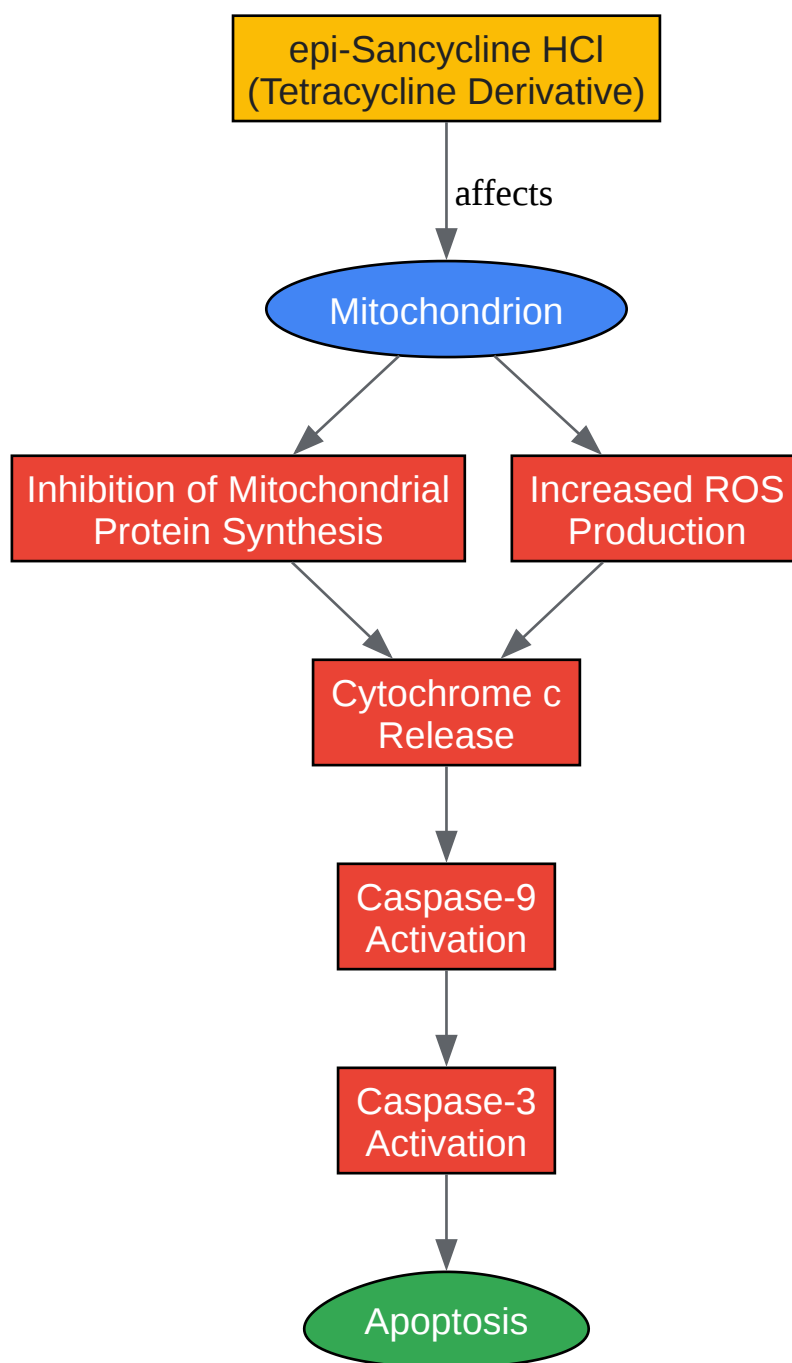 epi-Sancycline HCl
(Tetracycline Derivative)
affects
Mitochondrion
Inhibition of Mitochondrial
Protein Synthesis
Increased ROS
Production
Cytochrome c
Release
Caspase-9
Activation
Caspase-3
Activation
Apoptosis